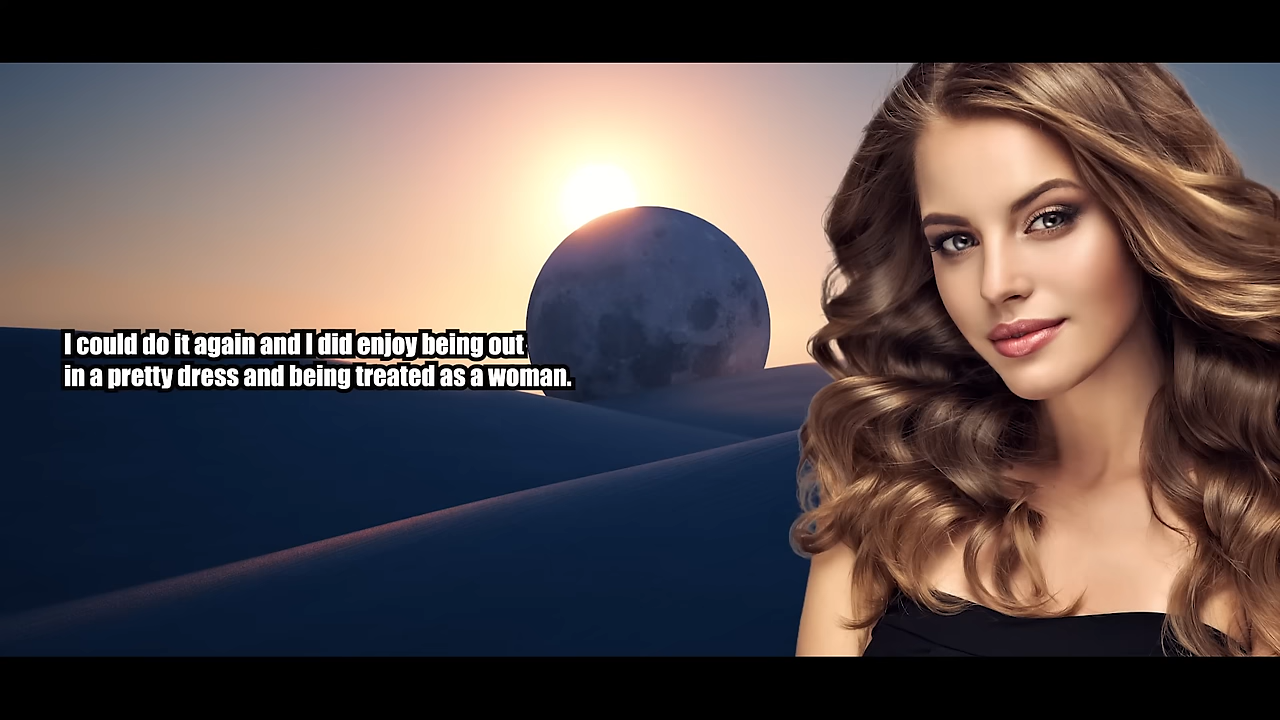 I could do it again and I did enjoy being out
in a pretty dress and being treated as a woman.